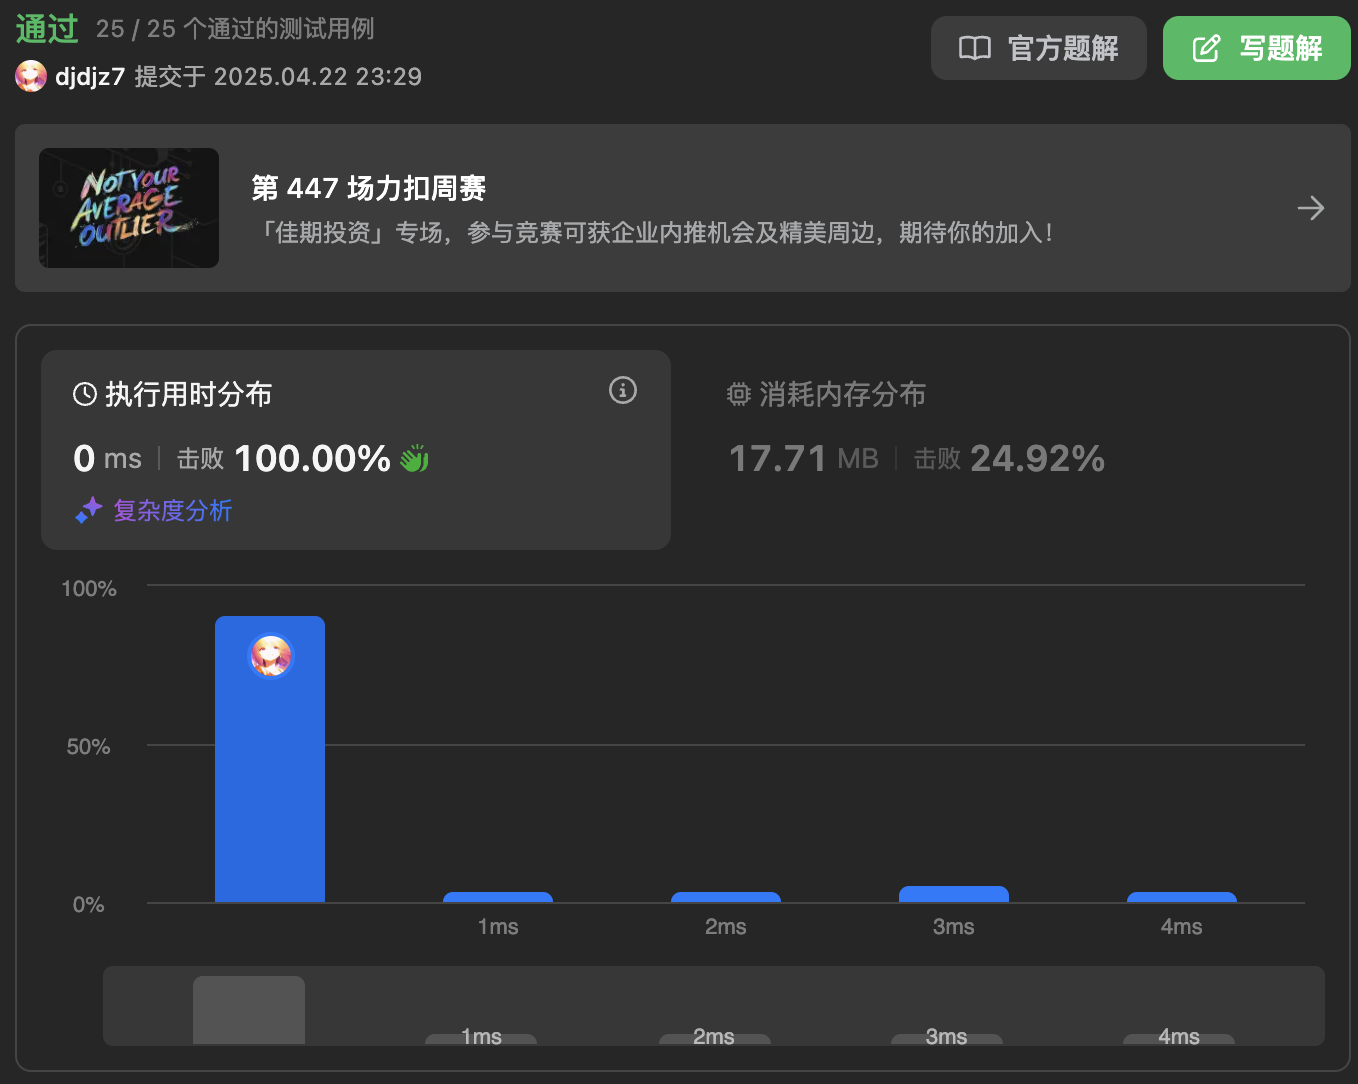 通过 25 / 25 个通过的测试用例
djdjz7 提交于 2025.04.22 23:29
官方题解
写题解
NOT YOUR
AVERAGE
OUTLIER
第 447 场力扣周赛
「佳期投资」专场，参与竞赛可获企业内推机会及精美周边，期待你的加入！
执行用时分布
0 ms 击败 100.00%
复杂度分析
消耗内存分布
17.71 MB 击败 24.92%
100%
50%
0%
1ms 2ms 3ms 4ms
1ms 2ms 3ms 4ms